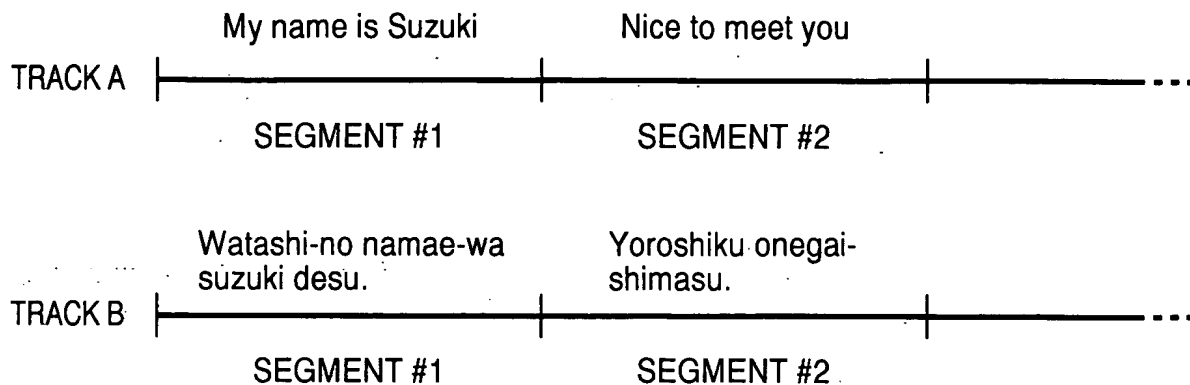 My name is Suzuki Nice to meet you
TRACK A
SEGMENT #1 SEGMENT #2
Watashi-no namae-wa Yoroshiku onegai-
suzuki desu. shimasu.
TRACK B
SEGMENT #1 SEGMENT #2